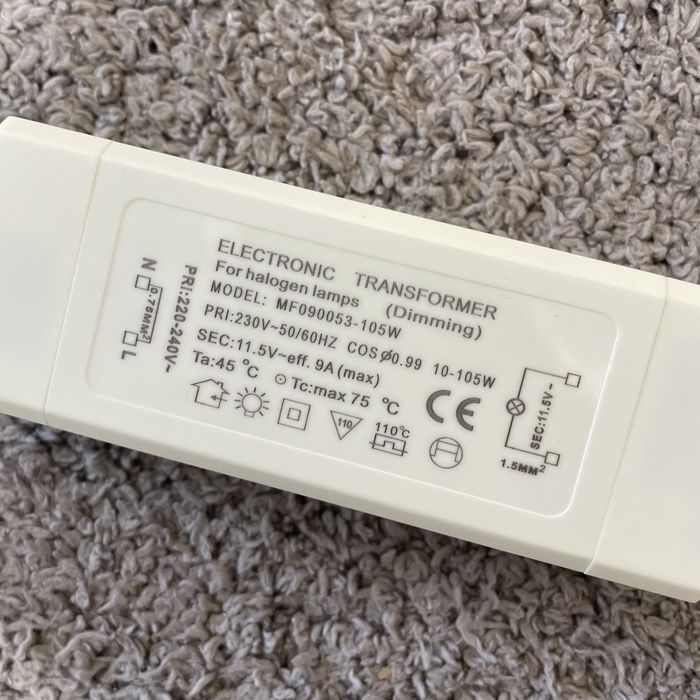 ELECTRONIC TRANSFORMER
For halogen lamps (Dimming)
MODEL: MF090053-105W
PRI:230V~50/60HZ COSø0.99 10-105W
SEC:11.5V~eff. 9A (max)
Ta:45 °C ⊙Tc:max 75 °C
N
0.75MM²
L
PRI:220-240V~
110
110°C
CE
SEC:11.5V~
1.5MM²